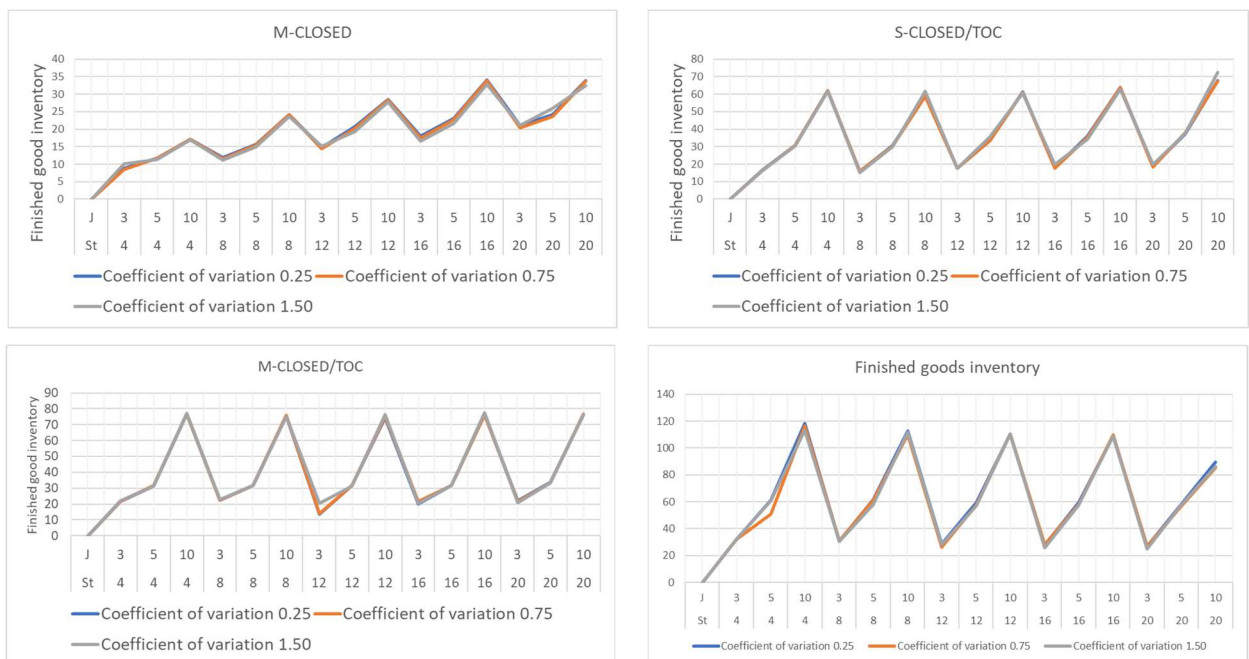 M-CLOSED
Finished good inventory
40
35
30
25
20
15
10
5
0
J 3 5 10 3 5 10 3 5 10 3 5 10 3 5 10
St 4 4 4 8 8 8 12 12 12 16 16 16 20 20 20
Coefficient of variation 0.25 Coefficient of variation 0.75
Coefficient of variation 1.50
S-CLOSED/TOC
Finished good inventory
80
70
60
50
40
30
20
10
0
J 3 5 10 3 5 10 3 5 10 3 5 10 3 5 10
St 4 4 4 8 8 8 12 12 12 16 16 16 20 20 20
Coefficient of variation 0.25 Coefficient of variation 0.75
Coefficient of variation 1.50
M-CLOSED/TOC
Finished good inventory
90
80
70
60
50
40
30
20
10
0
J 3 5 10 3 5 10 3 5 10 3 5 10 3 5 10
St 4 4 4 8 8 8 12 12 12 16 16 16 20 20 20
Coefficient of variation 0.25 Coefficient of variation 0.75
Coefficient of variation 1.50
Finished goods inventory
140
120
100
80
60
40
20
0
J 3 5 10 3 5 10 3 5 10 3 5 10 3 5 10
St 4 4 4 8 8 8 12 12 12 16 16 16 20 20 20
Coefficient of variation 0.25 Coefficient of variation 0.75 Coefficient of variation 1.50